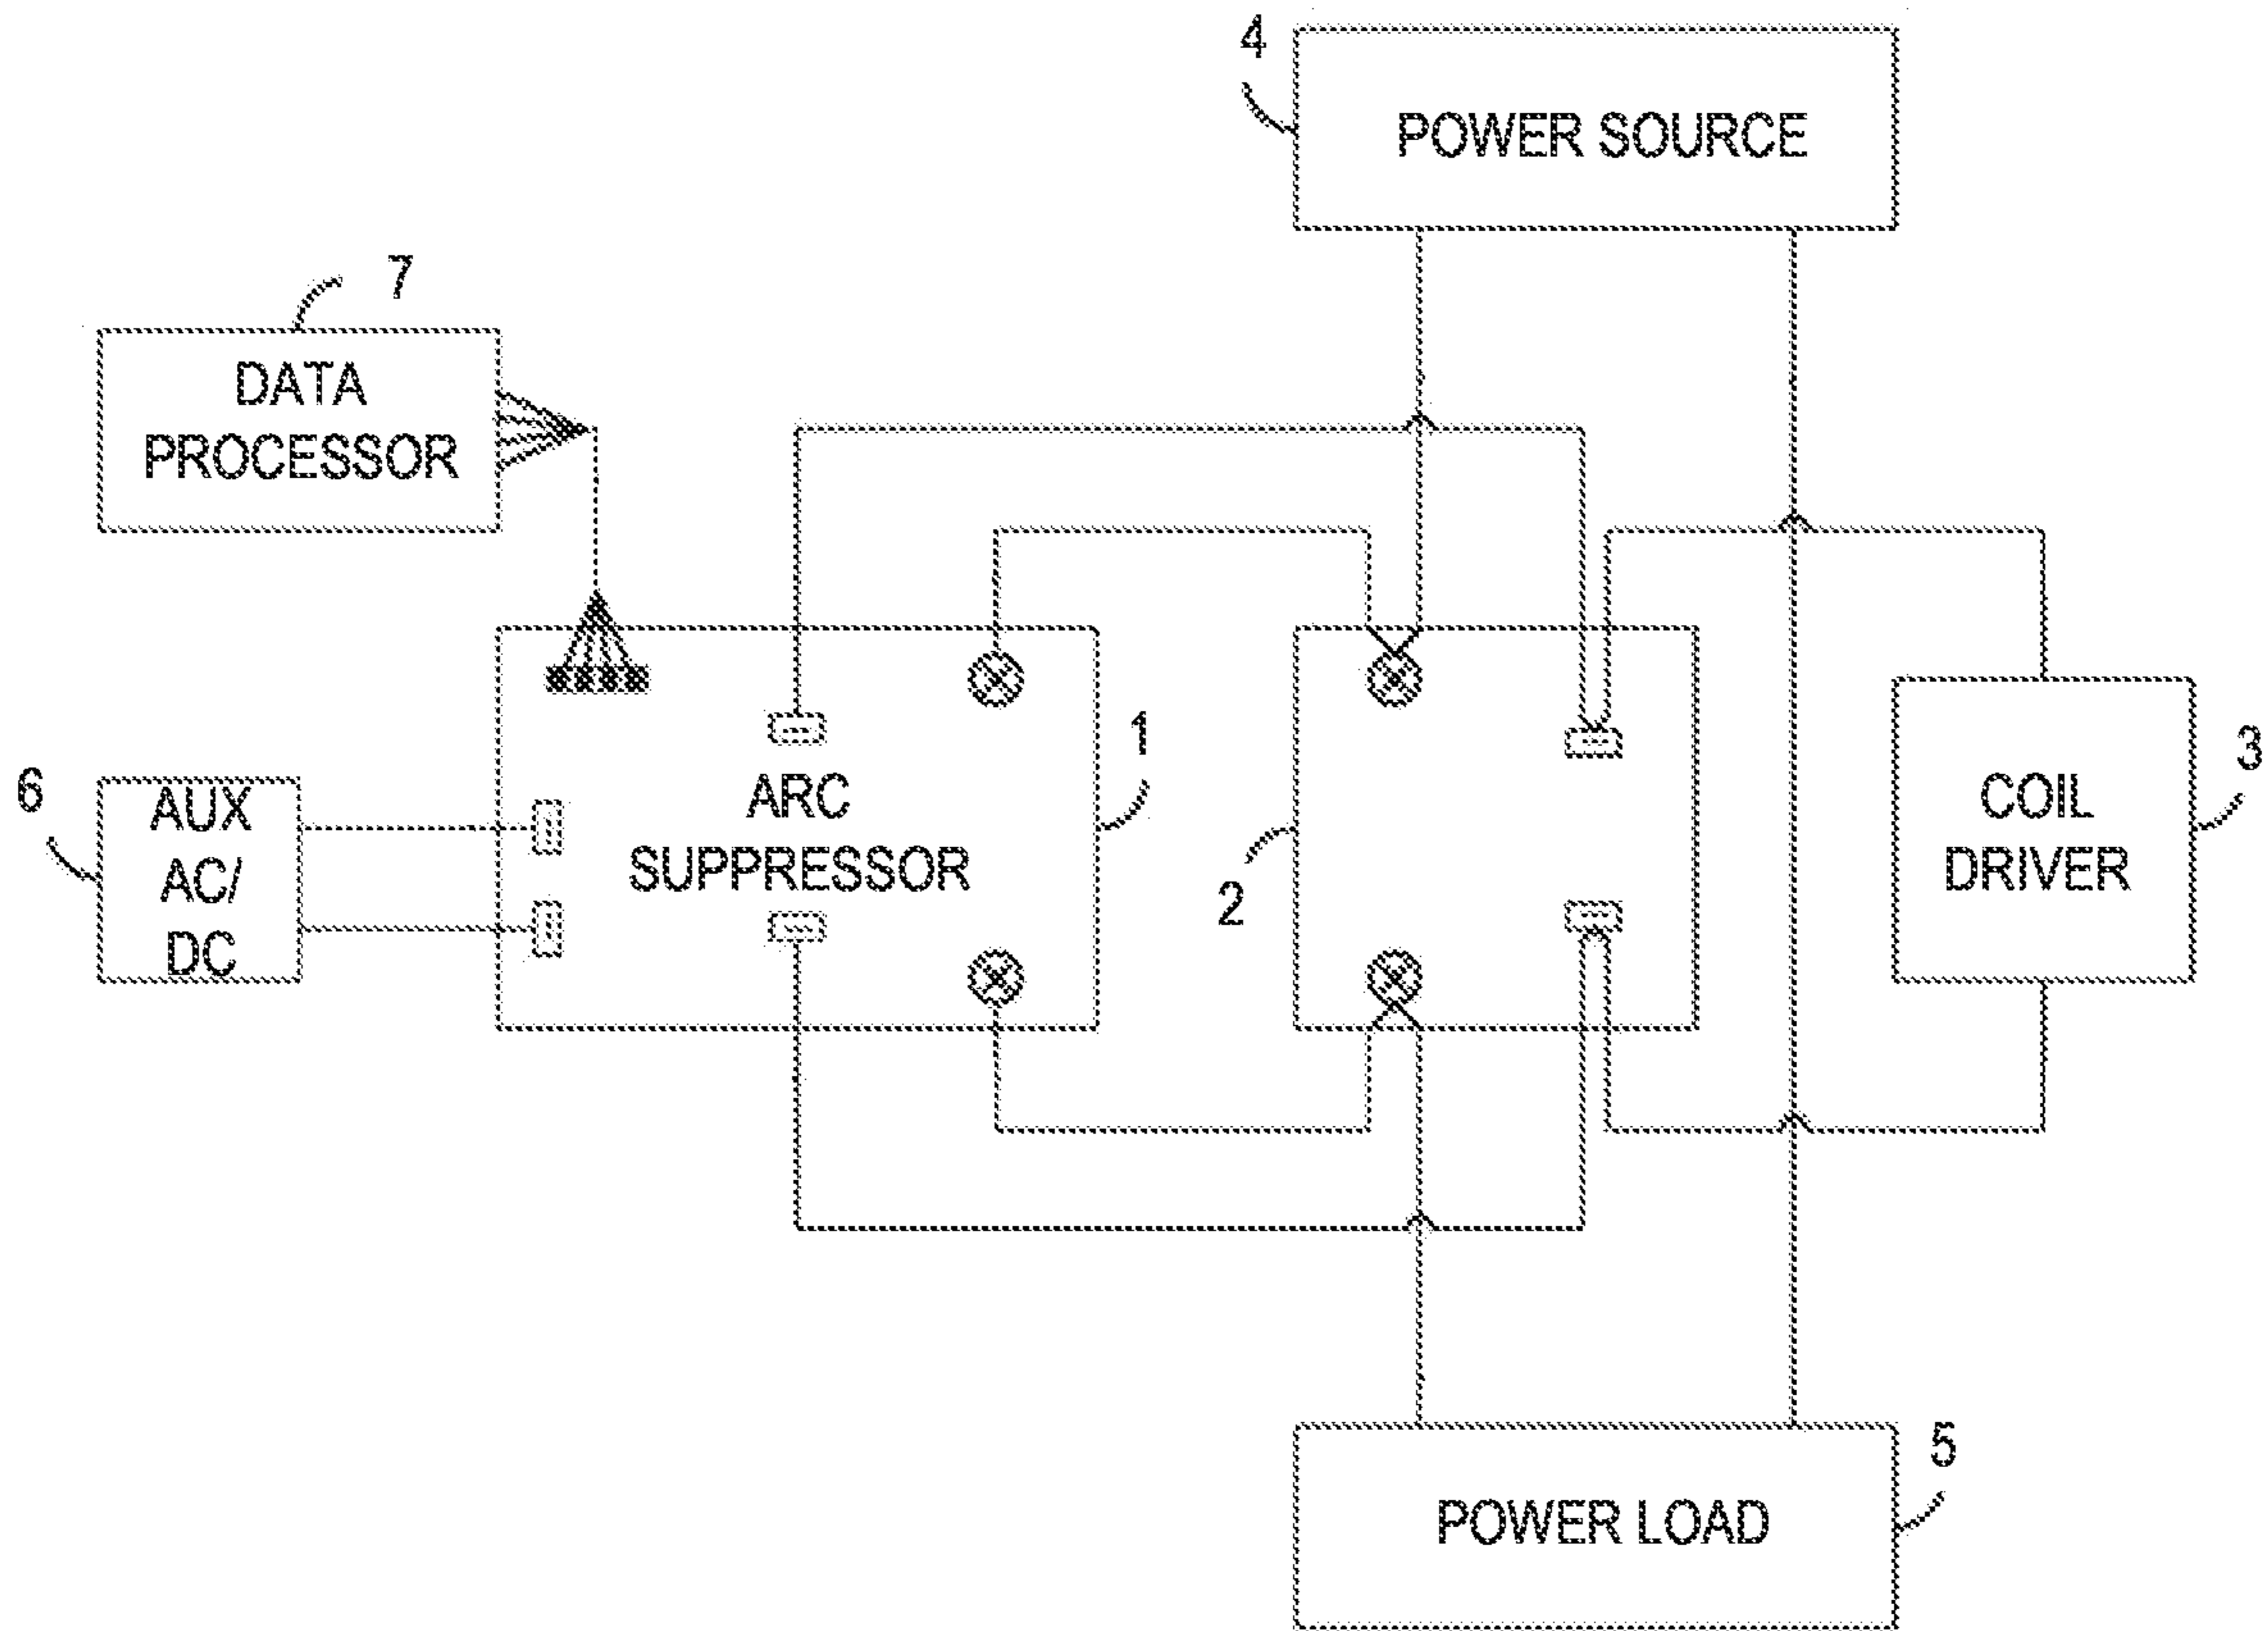 4
POWER SOURCE
7
DATA
PROCESSOR
6
AUX
AC/
DC
ARC
SUPPRESSOR
1
2
COIL
DRIVER
3
5
POWER LOAD